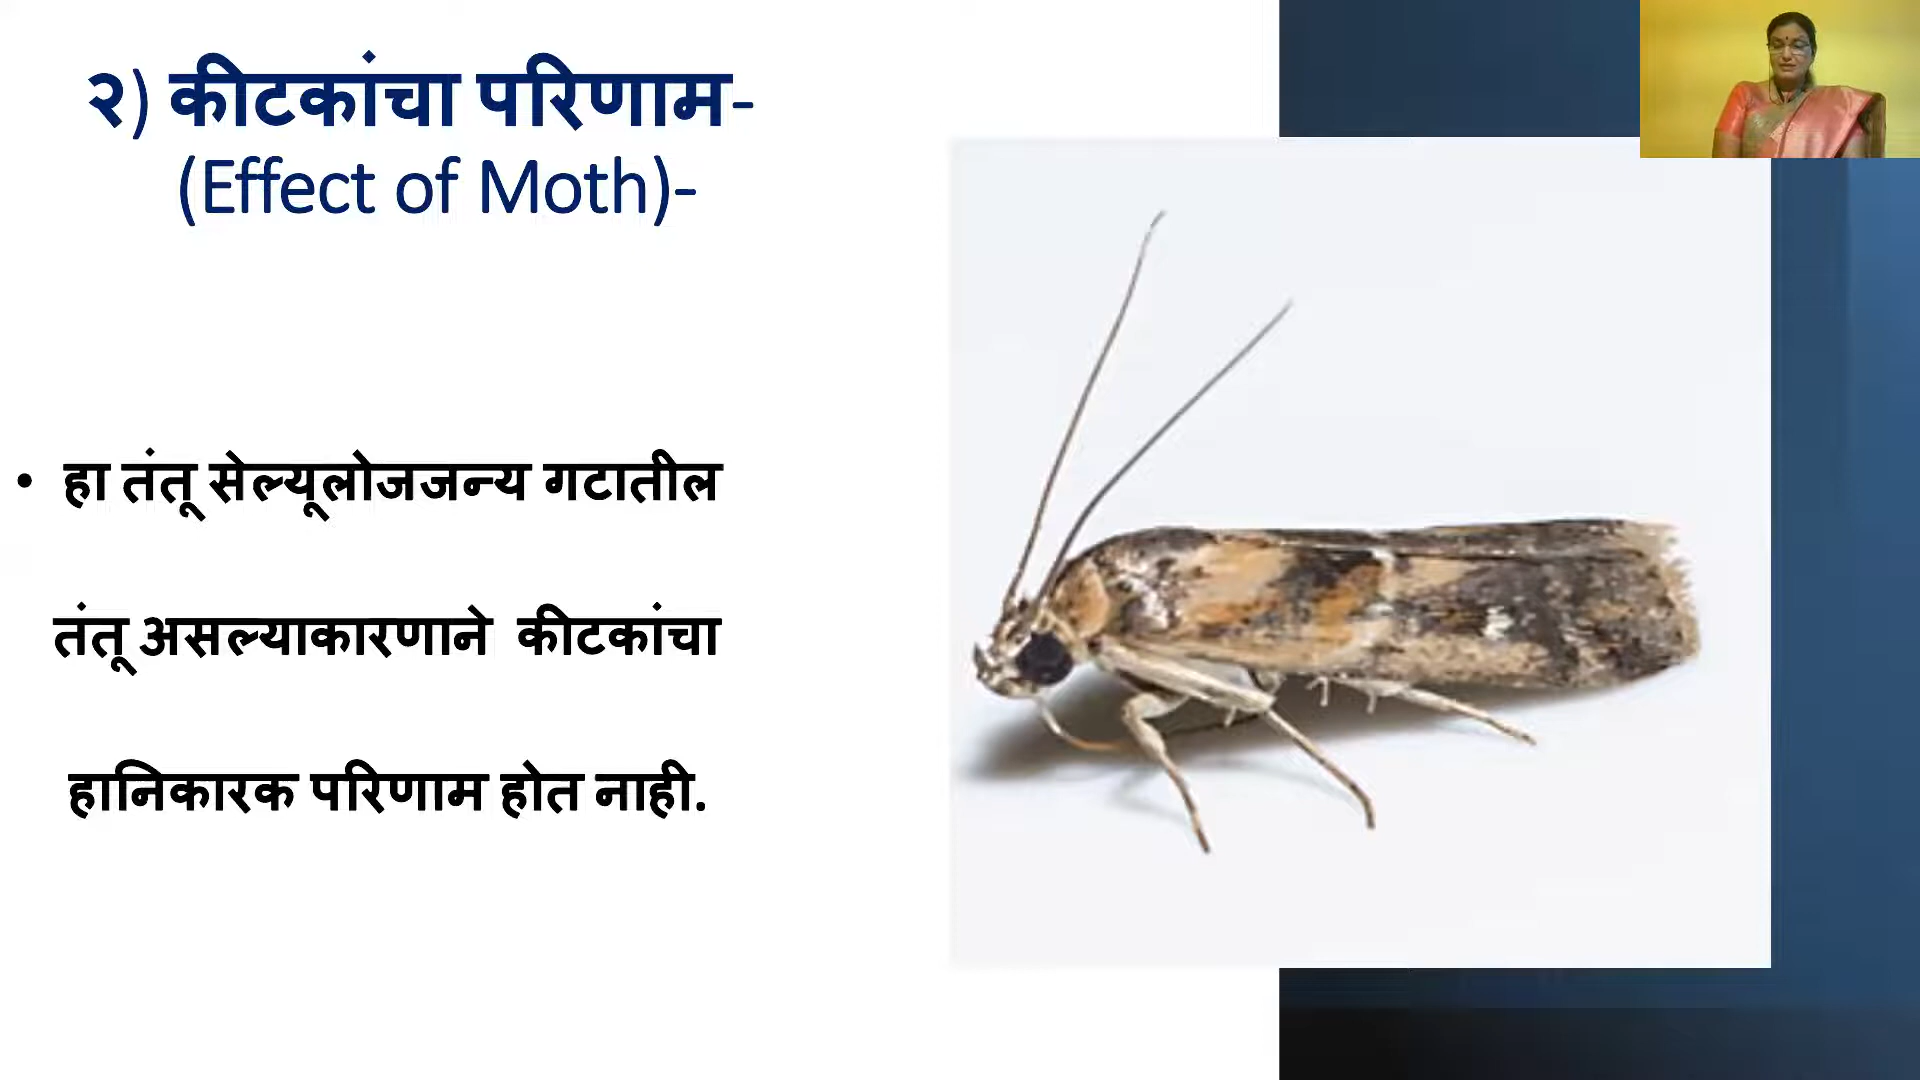 २) कीटकांचा परिणाम-
(Effect of Moth)-
• हा तंतू सेल्यूलोजजन्य गटातील
तंतू असल्याकारणाने कीटकांचा
हानिकारक परिणाम होत नाही.